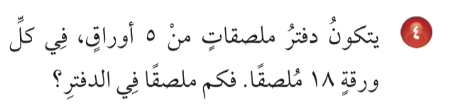 ٤ يتكونُ دفترُ ملصقاتٍ منْ ٥ أوراقٍ، فِي كلِّ
ورقةٍ ١٨ مُلصقًا. فكم ملصقًا فِي الدفترِ؟